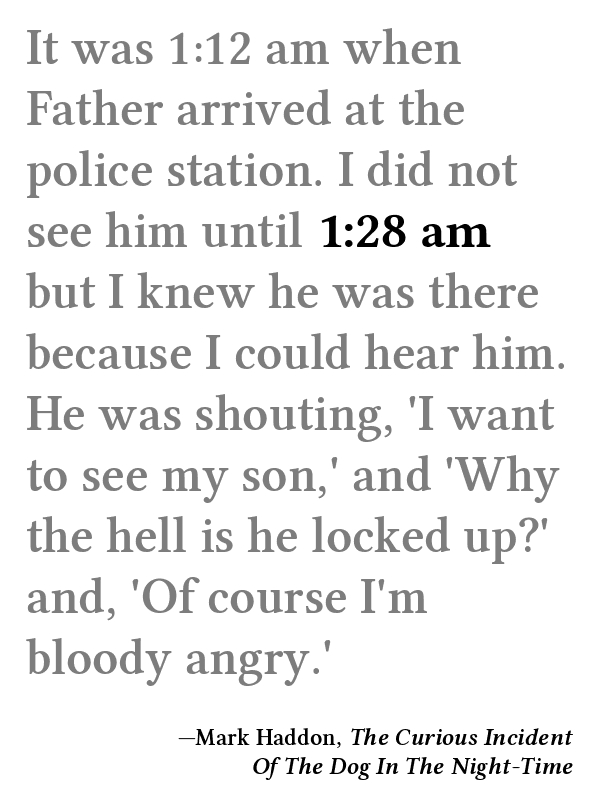 It was 1:12 am when
Father arrived at the
police station. I did not
see him until 1:28 am
but I knew he was there
because I could hear him.
He was shouting, 'I want
to see my son,' and 'Why
the hell is he locked up?'
and, 'Of course I'm
bloody angry.'
—Mark Haddon, The Curious Incident
Of The Dog In The Night-Time